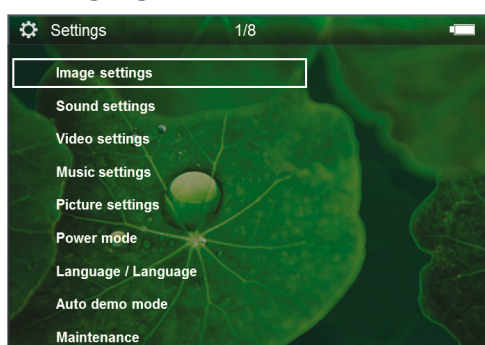 Settings 1/8
Image settings
Sound settings
Video settings
Music settings
Picture settings
Power mode
Language / Language
Auto demo mode
Maintenance